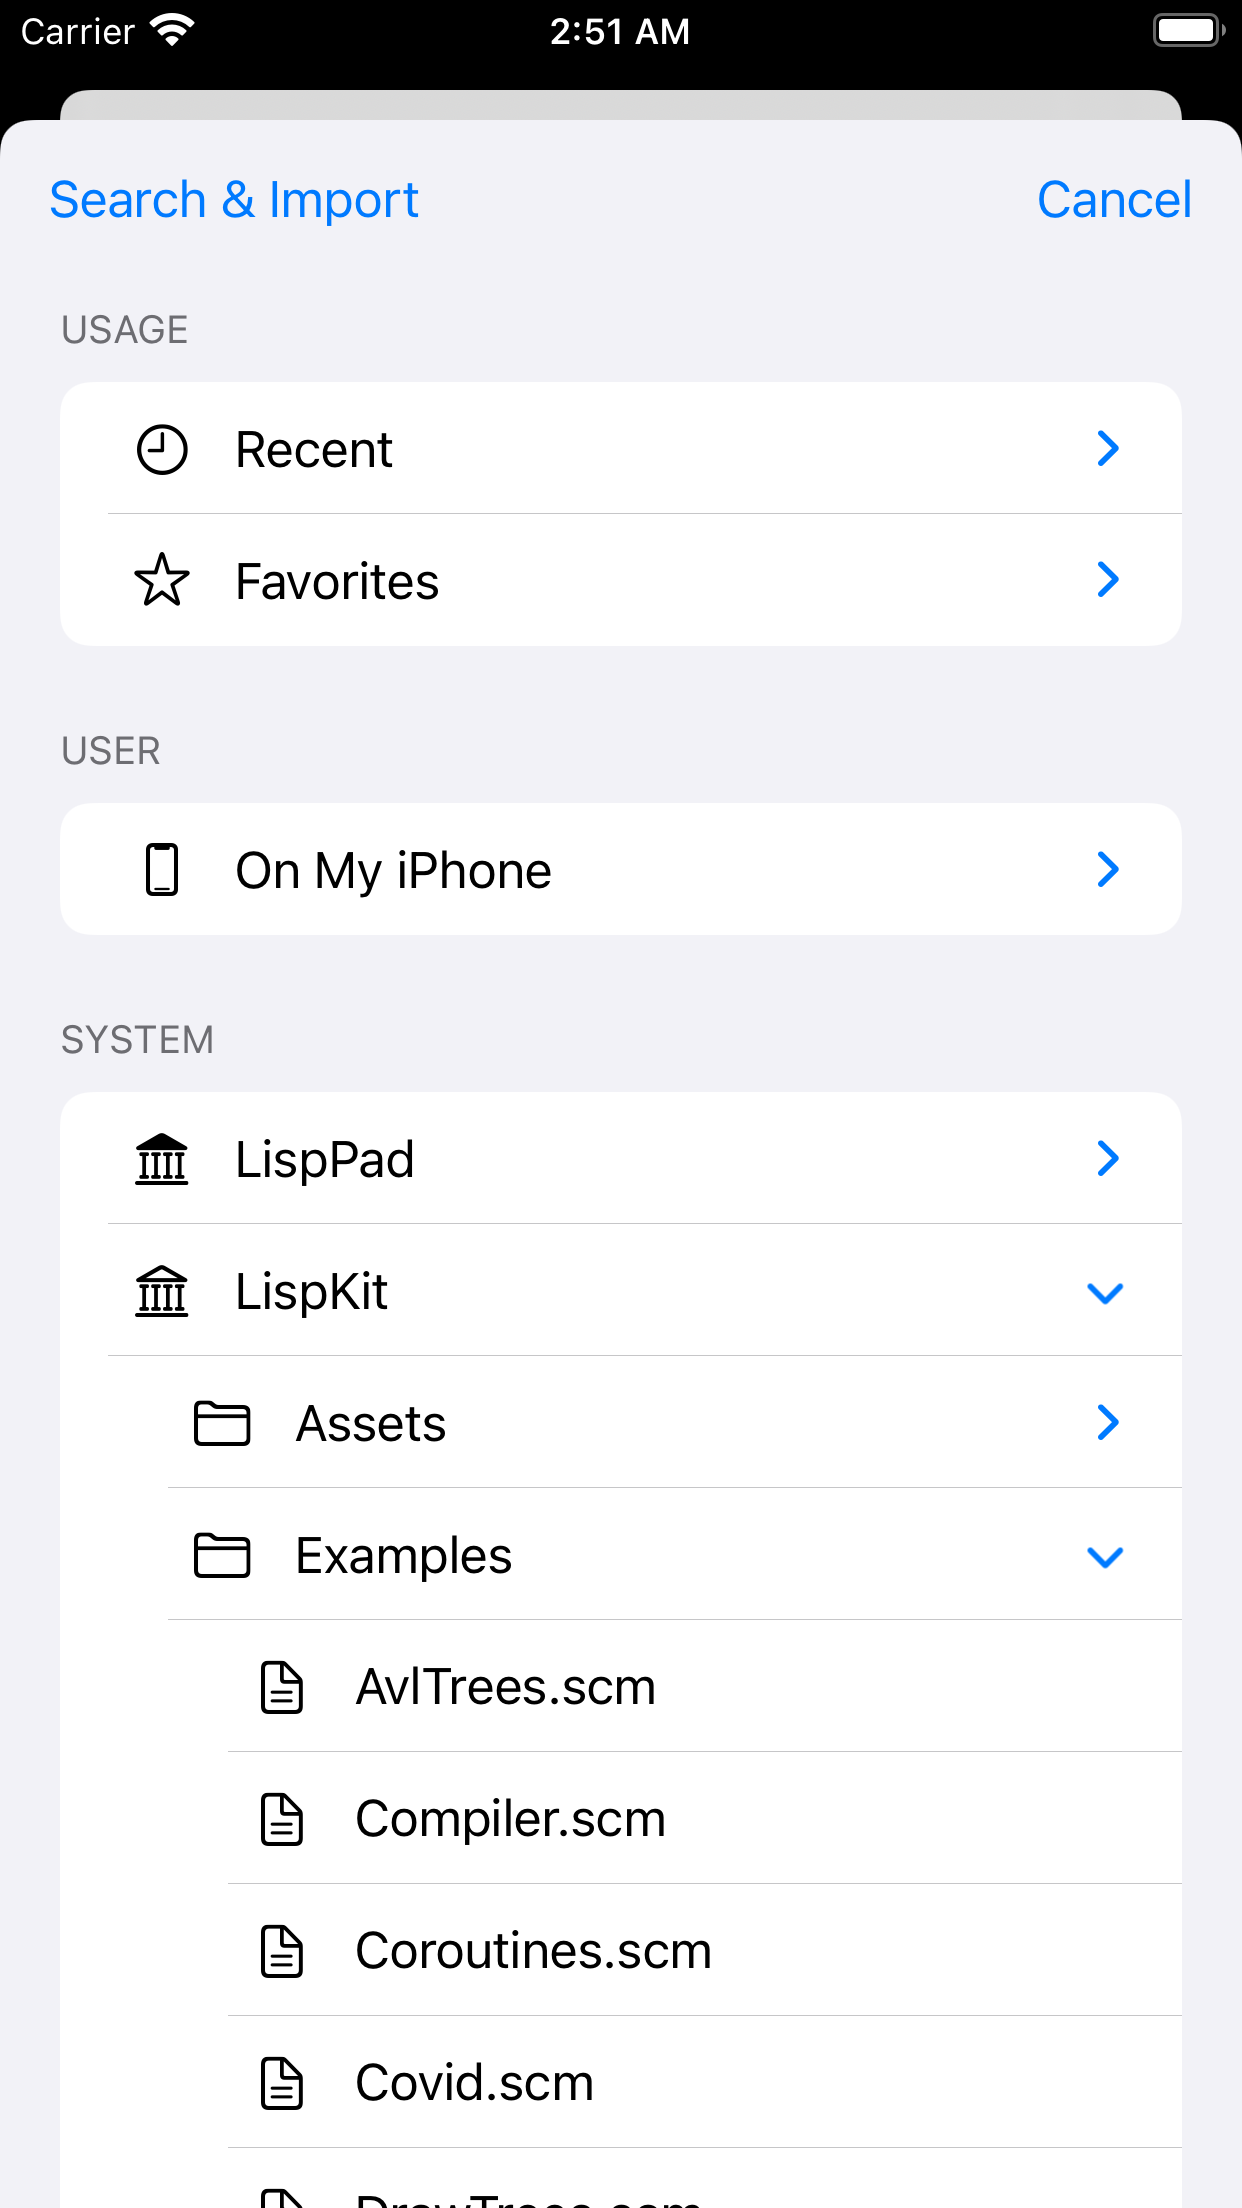 Carrier 2:51 AM
Search & Import Cancel
USAGE
Recent
Favorites
USER
On My iPhone
SYSTEM
LispPad
LispKit
Assets
Examples
AvlTrees.scm
Compiler.scm
Coroutines.scm
Covid.scm